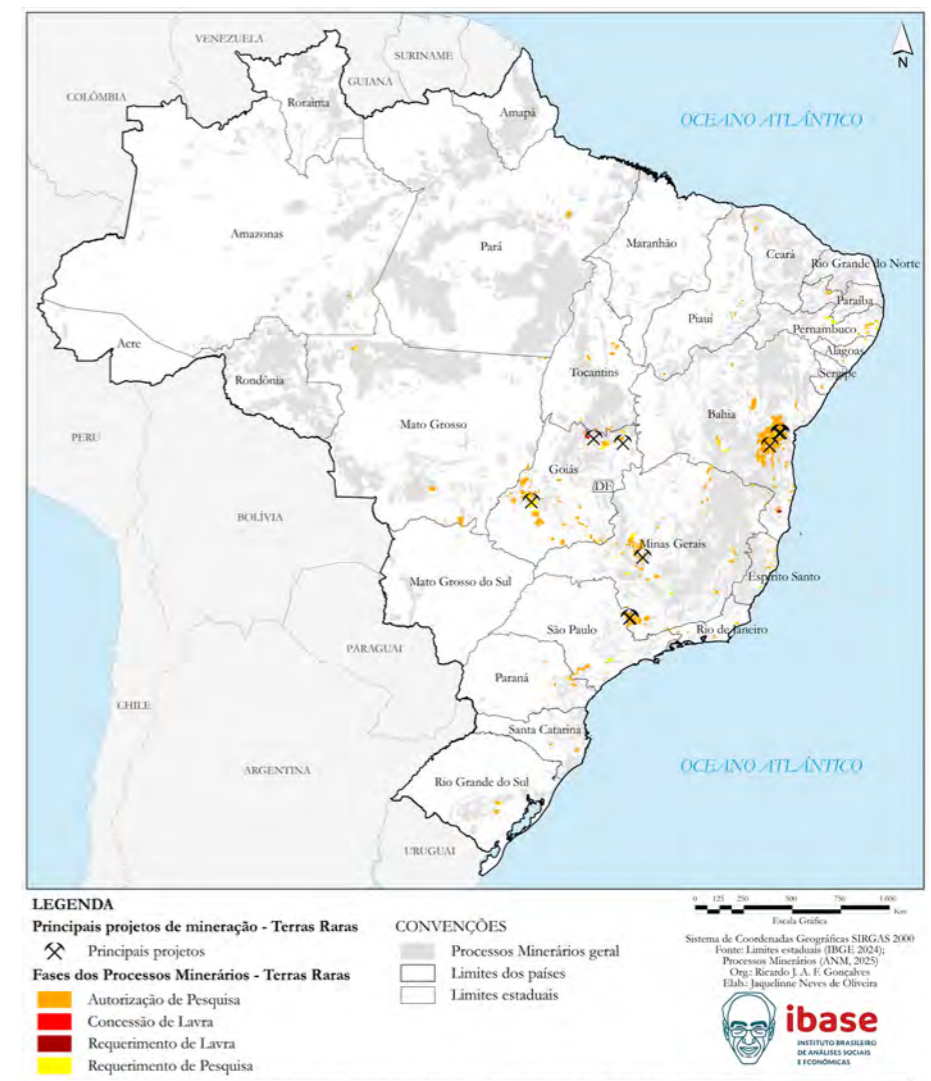 VENEZUELA
SURINAME
GUIANA
COLÔMBIA
Roraima
Amapá
OCEANO ATLÂNTICO
N
Amazonas
Pará
Maranhão
Ceará
Rio Grande do Norte
Paraíba
Piauí
Pernambuco
Acre
Alagoas
Sergipe
Rondônia
Tocantins
Bahia
Mato Grosso
PERU
Goiás
DF
BOLÍVIA
Minas Gerais
Mato Grosso do Sul
Espírito Santo
São Paulo
Rio de Janeiro
PARAGUAI
Paraná
CHILE
Santa Catarina
OCEANO ATLÂNTICO
ARGENTINA
Rio Grande do Sul
URUGUAI
LEGENDA
Principais projetos de mineração - Terras Raras
Principais projetos
Fases dos Processos Minerários - Terras Raras
Autorização de Pesquisa
Concessão de Lavra
Requerimento de Lavra
Requerimento de Pesquisa
CONVENÇÕES
Processos Minerários geral
Limites dos países
Limites estaduais
0 125 250 500 750 1.000
Km
Escala Gráfica
Sistema de Coordenadas Geográficas SIRGAS 2000
Fonte: Limites estaduais (IBGE 2024);
Processos Minerários (ANM, 2025)
Org.: Ricardo J. A. F. Gonçalves
Elab.: Jaquelinne Neves de Oliveira
ibase
INSTITUTO BRASILEIRO
DE ANÁLISES SOCIAIS
E ECONÔMICAS